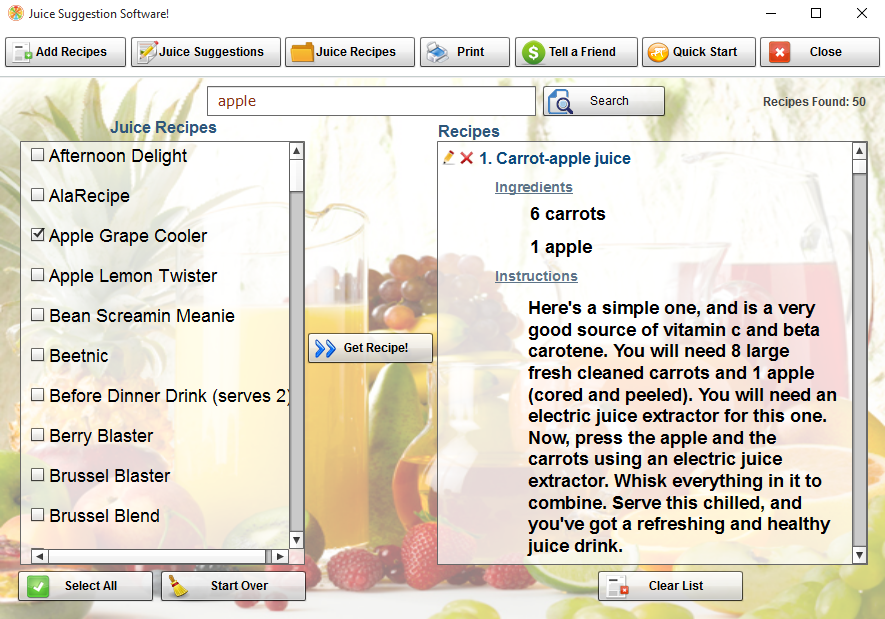 Juice Suggestion Software!
Add Recipes
Juice Suggestions
Juice Recipes
Print
Tell a Friend
Quick Start
Close
apple
Search
Recipes Found: 50
Juice Recipes
Afternoon Delight
AlaRecipe
Apple Grape Cooler
Apple Lemon Twister
Bean Screamin Meanie
Beetnic
Before Dinner Drink (serves 2)
Berry Blaster
Brussel Blaster
Brussel Blend
Select All
Start Over
Get Recipe!
Recipes
1. Carrot-apple juice
Ingredients
6 carrots
1 apple
Instructions
Here's a simple one, and is a very
good source of vitamin c and beta
carotene. You will need 8 large
fresh cleaned carrots and 1 apple
(cored and peeled). You will need an
electric juice extractor for this one.
Now, press the apple and the
carrots using an electric juice
extractor. Whisk everything in it to
combine. Serve this chilled, and
you've got a refreshing and healthy
juice drink.
Clear List